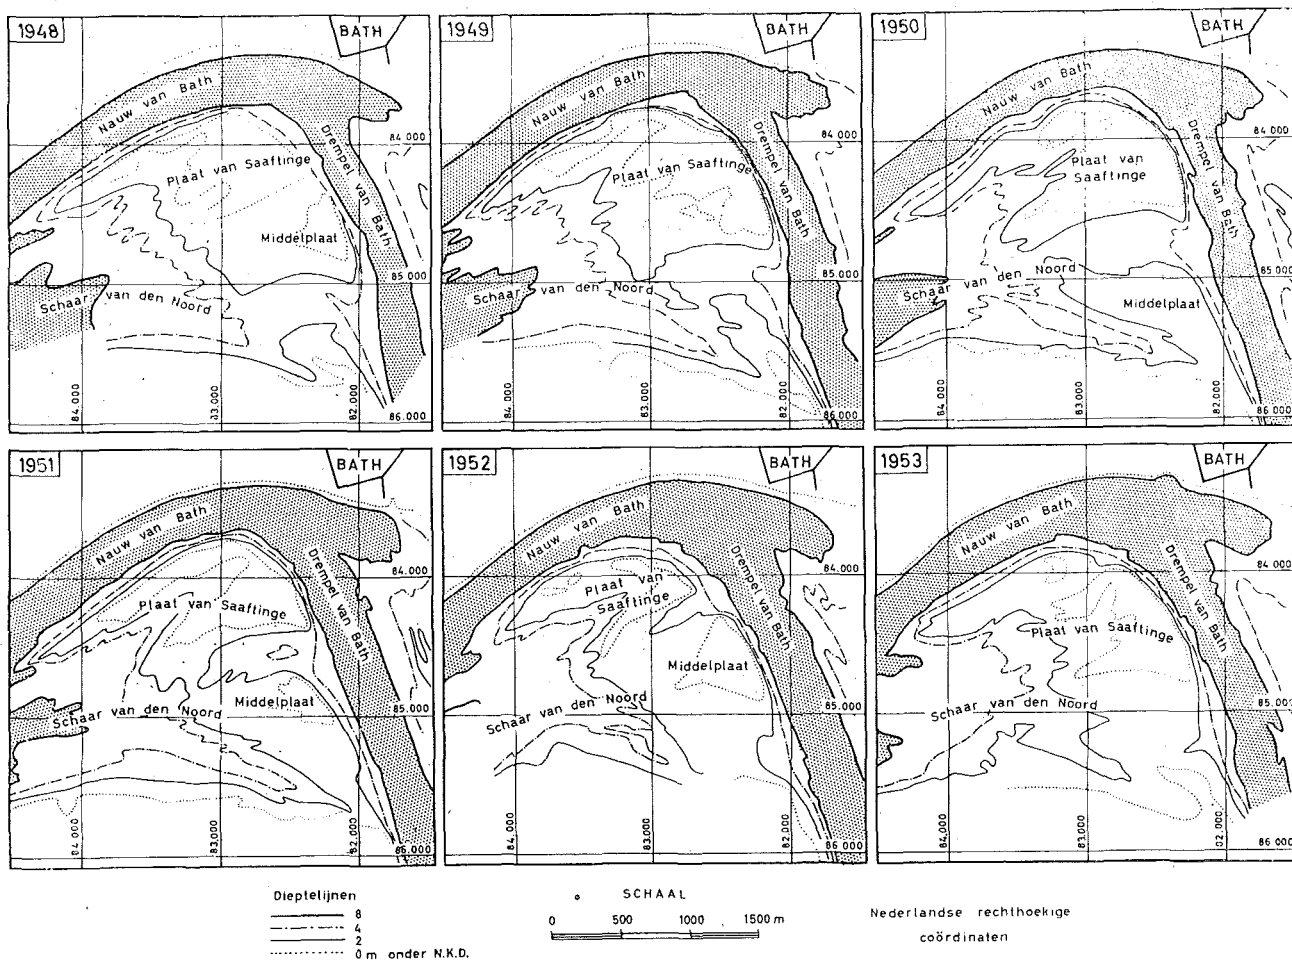 1948
BATH
Nauw van Bath
84 000
Drempel van Bath
Plaat van Saaftinge
Middelplaat
85 000
Schaar van den Noord
84.000
83.000
82.000
86.000
1949
BATH
Nauw van Bath
84 000
Drempel van Bath
Plaat van Saaftinge
85 000
Schaar van den Noord
84.000
83.000
82.000
86.000
1950
BATH
Nauw van Bath
84 000
Drempel van Bath
Plaat van
Saaftinge
85 000
Schaar van den Noord
Middelplaat
84.000
83.000
82.000
86.000
1951
BATH
Nauw van Bath
84.000
Drempel van Bath
Plaat van Saaftinge
Middelplaat
85.000
Schaar van den Noord
84.000
83.000
82.000
86.000
1952
BATH
Nauw van Bath
84.000
Drempel van Bath
Plaat van
Saaftinge
Middelplaat
85.000
Schaar van den Noord
84.000
83.000
82.000
86 000
1953
BATH
Nauw van Bath
84.000
Drempel van Bath
Plaat van Saaftinge
85.000
Schaar van den Noord
84.000
83.000
82.000
86 000
Dieptelijnen
8
4
2
0 m onder N.K.D.
SCHAAL
0 500 1000 1500 m
Nederlandse rechthoekige
coördinaten